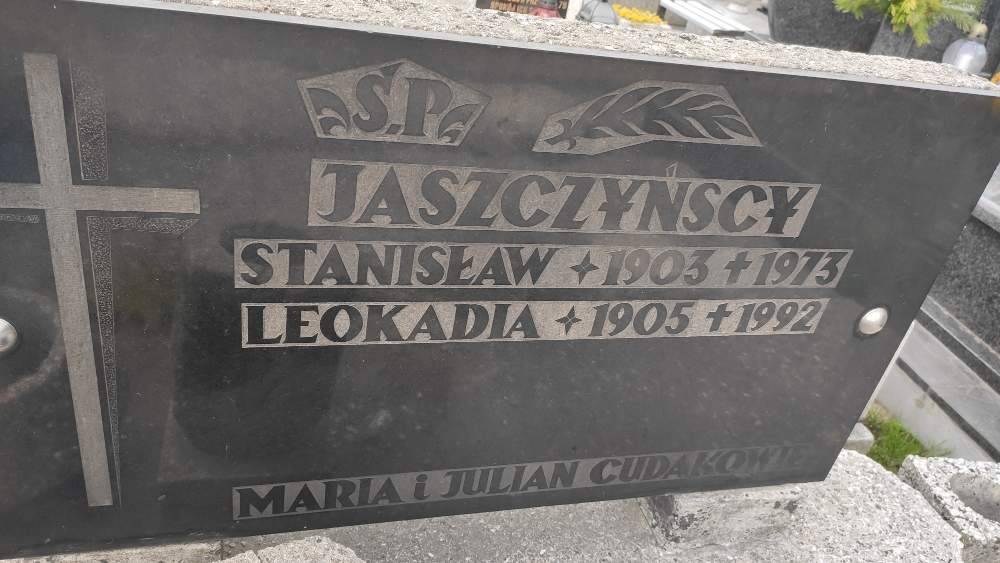 Ś.P.
JASZCZYŃSCY
STANISŁAW ✦ 1903 ✝ 1973
LEOKADIA ✦ 1905 ✝ 1992
MARIA i JULIAN CUDAKOWIE